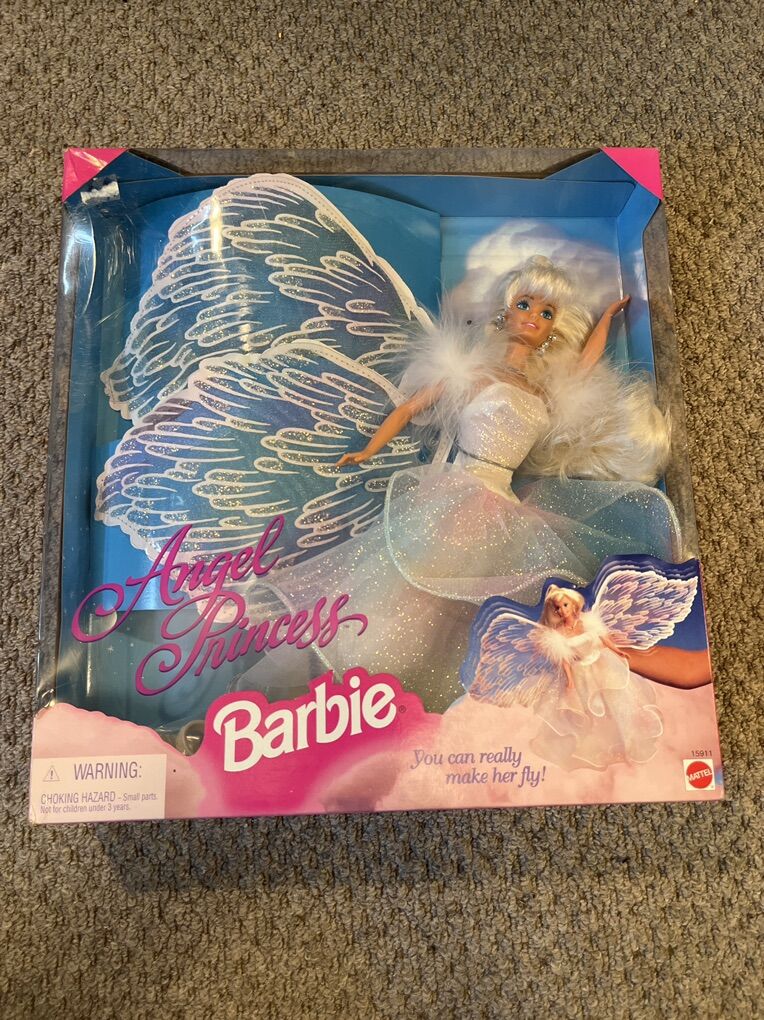 Angel
Princess™
Barbie®
You can really
make her fly!
15911
MATTEL
⚠ WARNING:
CHOKING HAZARD – Small parts.
Not for children under 3 years.